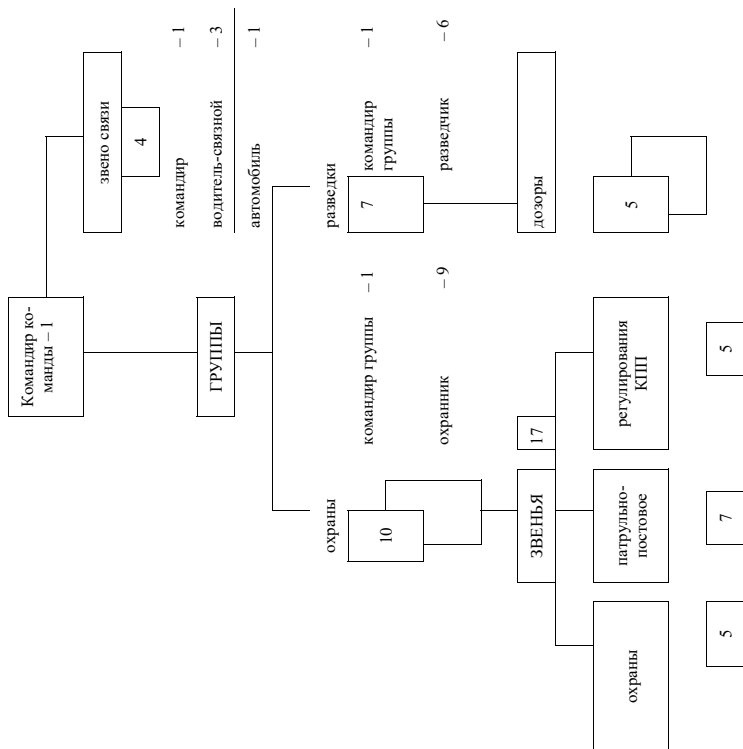 Командир ко-
манды – 1
звено связи
4
командир – 1
водитель-связной – 3
автомобиль – 1
ГРУППЫ
охраны
10
командир группы – 1
охранник – 9
разведки
7
командир – 1
группы
разведчик – 6
ЗВЕНЬЯ
17
дозоры
охраны
патрульно-
постовое
регулирования
КПП
5
5
7
5